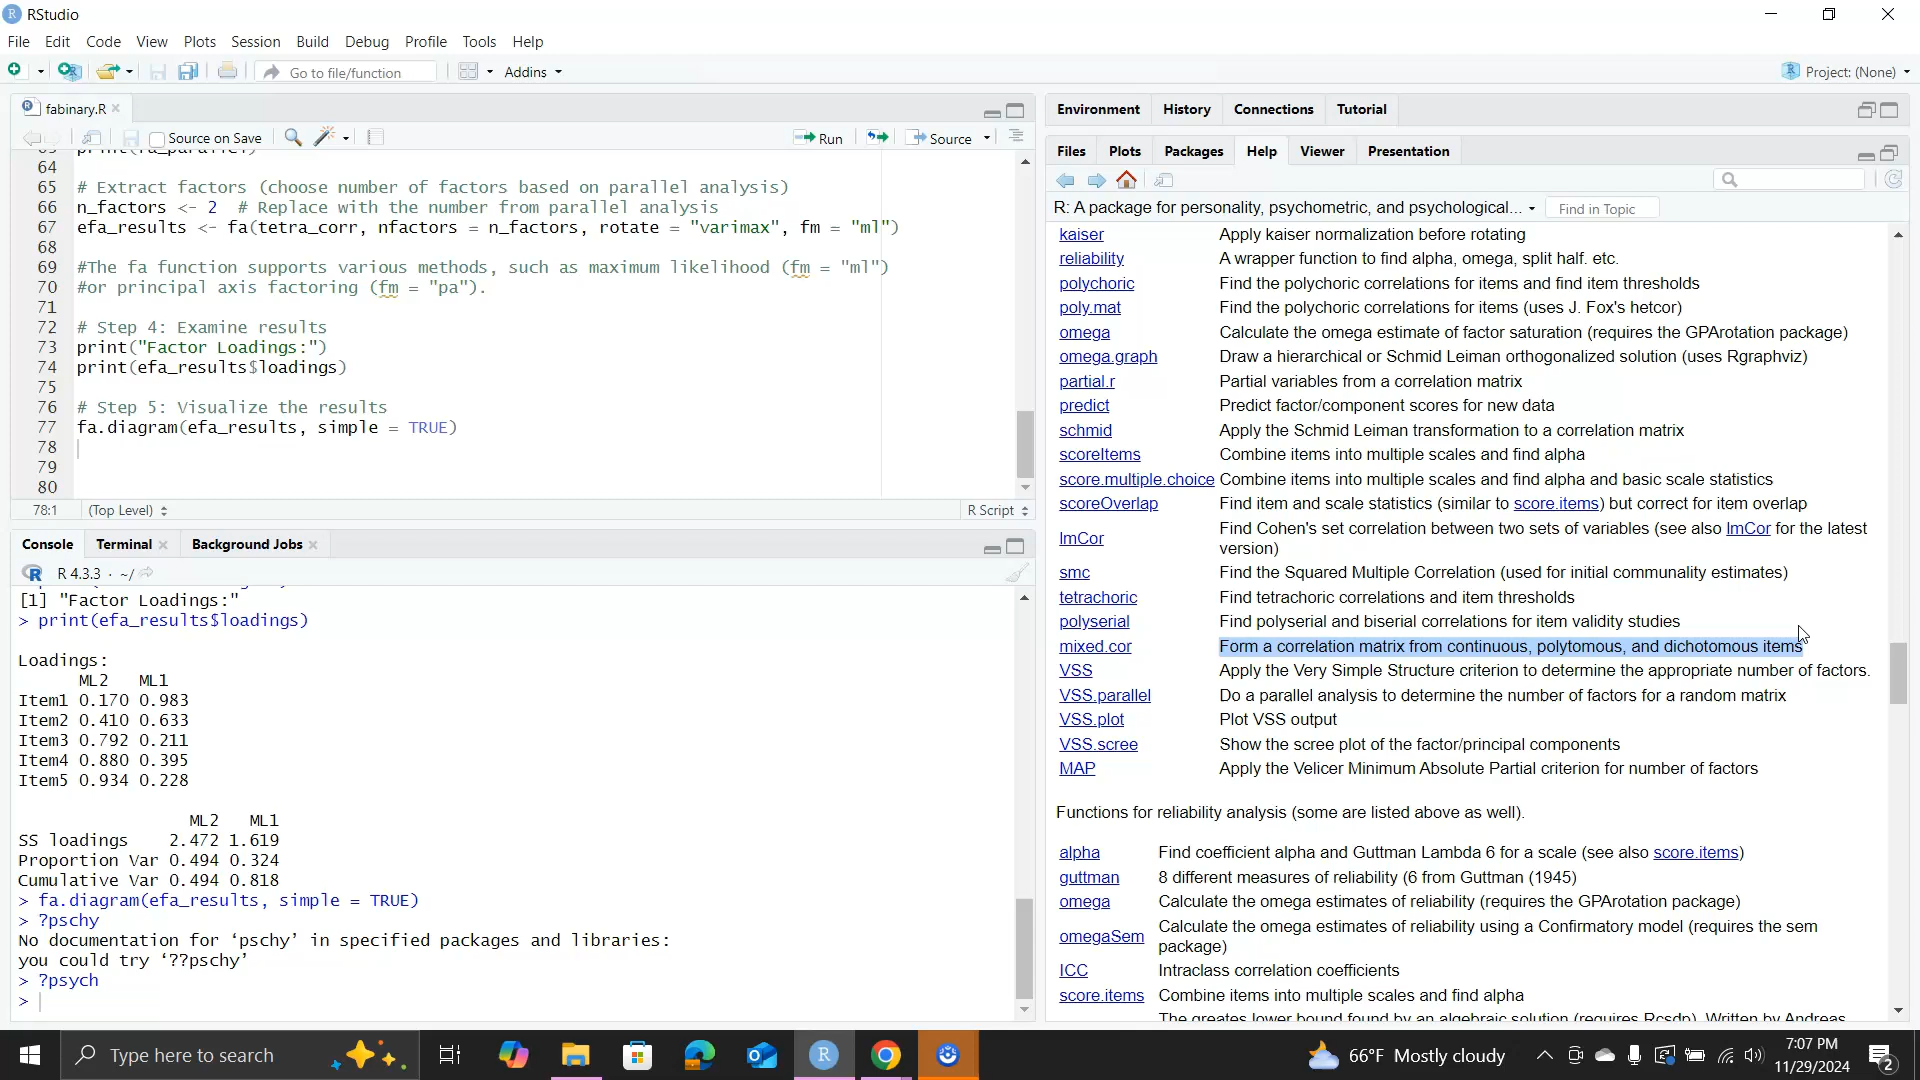 RStudio
File Edit Code View Plots Session Build Debug Profile Tools Help
Go to file/function
Addins
Project: (None)
fabinary.R
Source on Save
Run
Source
64
65 # Extract factors (choose number of factors based on parallel analysis)
66 n_factors <- 2 # Replace with the number from parallel analysis
67 efa_results <- fa(tetra_corr, nfactors = n_factors, rotate = "varimax", fm = "ml")
68
69 #The fa function supports various methods, such as maximum likelihood (fm = "ml")
70 #or principal axis factoring (fm = "pa").
71
72 # Step 4: Examine results
73 print("Factor Loadings:")
74 print(efa_results$loadings)
75
76 # Step 5: Visualize the results
77 fa.diagram(efa_results, simple = TRUE)
78
79
80
78:1 (Top Level) R Script
Console Terminal Background Jobs
R 4.3.3 · ~/
[1] "Factor Loadings:"
> print(efa_results$loadings)
Loadings:
ML2 ML1
Item1 0.170 0.983
Item2 0.410 0.633
Item3 0.792 0.211
Item4 0.880 0.395
Item5 0.934 0.228
ML2 ML1
SS loadings 2.472 1.619
Proportion Var 0.494 0.324
Cumulative Var 0.494 0.818
> fa.diagram(efa_results, simple = TRUE)
> ?pschy
No documentation for ‘pschy’ in specified packages and libraries:
you could try ‘??pschy’
> ?psych
>
Environment History Connections Tutorial
Files Plots Packages Help Viewer Presentation
R: A package for personality, psychometric, and psychological... Find in Topic
kaiser Apply kaiser normalization before rotating
reliability A wrapper function to find alpha, omega, split half. etc.
polychoric Find the polychoric correlations for items and find item thresholds
poly.mat Find the polychoric correlations for items (uses J. Fox's hetcor)
omega Calculate the omega estimate of factor saturation (requires the GPArotation package)
omega.graph Draw a hierarchical or Schmid Leiman orthogonalized solution (uses Rgraphviz)
partial.r Partial variables from a correlation matrix
predict Predict factor/component scores for new data
schmid Apply the Schmid Leiman transformation to a correlation matrix
scoreItems Combine items into multiple scales and find alpha
score.multiple.choice Combine items into multiple scales and find alpha and basic scale statistics
scoreOverlap Find item and scale statistics (similar to score.items) but correct for item overlap
lmCor Find Cohen's set correlation between two sets of variables (see also lmCor for the latest
version)
smc Find the Squared Multiple Correlation (used for initial communality estimates)
tetrachoric Find tetrachoric correlations and item thresholds
polyserial Find polyserial and biserial correlations for item validity studies
mixed.cor Form a correlation matrix from continuous, polytomous, and dichotomous items
VSS Apply the Very Simple Structure criterion to determine the appropriate number of factors.
VSS.parallel Do a parallel analysis to determine the number of factors for a random matrix
VSS.plot Plot VSS output
VSS.scree Show the scree plot of the factor/principal components
MAP Apply the Velicer Minimum Absolute Partial criterion for number of factors
Functions for reliability analysis (some are listed above as well).
alpha Find coefficient alpha and Guttman Lambda 6 for a scale (see also score.items)
guttman 8 different measures of reliability (6 from Guttman (1945)
omega Calculate the omega estimates of reliability (requires the GPArotation package)
omegaSem Calculate the omega estimates of reliability using a Confirmatory model (requires the sem
package)
ICC Intraclass correlation coefficients
score.items Combine items into multiple scales and find alpha
The greates lower bound found by an algebraic solution (requires Rcsdp). Written by Andreas
Type here to search
66°F Mostly cloudy
7:07 PM
11/29/2024
2